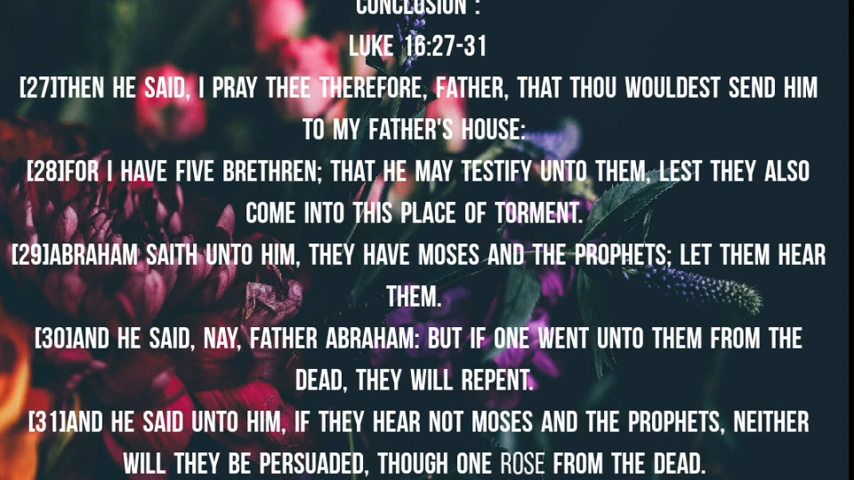 CONCLUSION :
LUKE 16:27-31
[27]THEN HE SAID, I PRAY THEE THEREFORE, FATHER, THAT THOU WOULDEST SEND HIM
TO MY FATHER'S HOUSE:
[28]FOR I HAVE FIVE BRETHREN; THAT HE MAY TESTIFY UNTO THEM, LEST THEY ALSO
COME INTO THIS PLACE OF TORMENT.
[29]ABRAHAM SAITH UNTO HIM, THEY HAVE MOSES AND THE PROPHETS; LET THEM HEAR
THEM.
[30]AND HE SAID, NAY, FATHER ABRAHAM: BUT IF ONE WENT UNTO THEM FROM THE
DEAD, THEY WILL REPENT.
[31]AND HE SAID UNTO HIM, IF THEY HEAR NOT MOSES AND THE PROPHETS, NEITHER
WILL THEY BE PERSUADED, THOUGH ONE ROSE FROM THE DEAD.